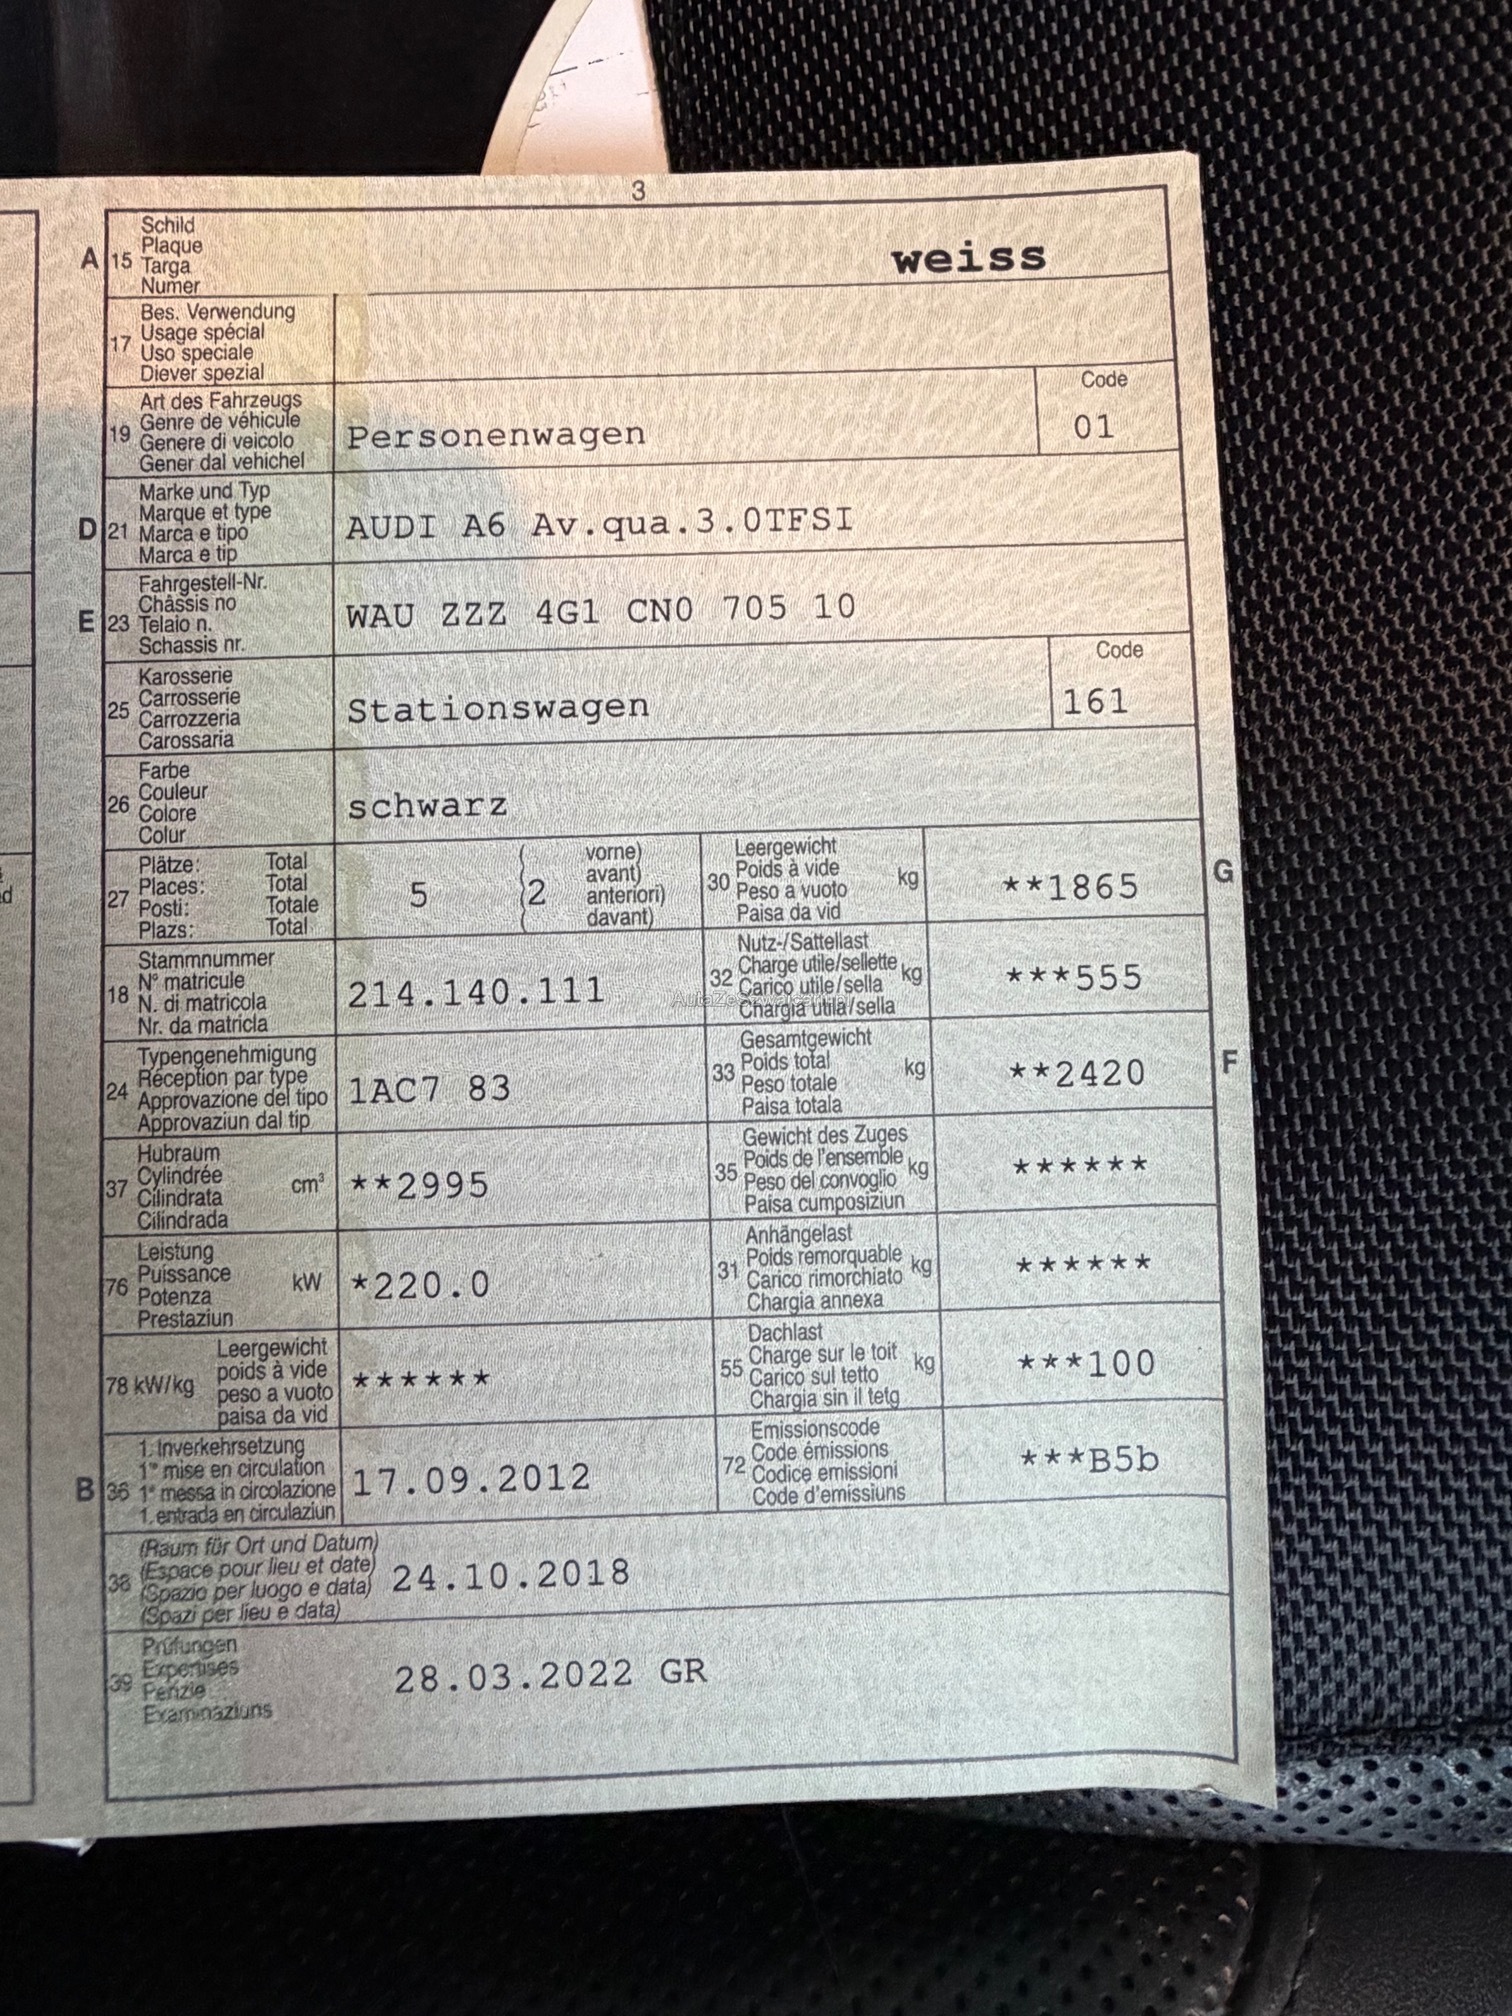 3
A 15 Schild
Plaque
Targa
Numer
weiss
17 Bes. Verwendung
Usage spécial
Uso speciale
Diever spezial
19 Art des Fahrzeugs
Genre de véhicule
Genere di veicolo
Gener dal vehichel
Personenwagen
Code
01
D 21 Marke und Typ
Marque et type
Marca e tipo
Marca e tip
AUDI A6 Av.qua.3.0TFSI
E 23 Fahrgestell-Nr.
Châssis no
Telaio n.
Schassis nr.
WAU ZZZ 4G1 CN0 705 10
25 Karosserie
Carrosserie
Carrozzeria
Carossaria
Stationswagen
Code
161
26 Farbe
Couleur
Colore
Colur
schwarz
27 Plätze: Total
Places: Total
Posti: Totale
Plazs: Total
5 (2 vorne)
avant)
anteriori)
davant)
30 Leergewicht
Poids à vide kg
Peso a vuoto
Paisa da vid
**1865
G
18 Stammnummer
N° matricule
N. di matricola
Nr. da matricla
214.140.111
32 Nutz-/Sattellast
Charge utile/sellette kg
Carico utile/sella
Chargia utila/sella
***555
24 Typengenehmigung
Réception par type
Approvazione del tipo
Approvaziun dal tip
1AC7 83
33 Gesamtgewicht
Poids total kg
Peso totale
Paisa totala
**2420
F
37 Hubraum
Cylindrée cm³
Cilindrata
Cilindrada
**2995
35 Gewicht des Zuges
Poids de l'ensemble kg
Peso del convoglio
Paisa cumposiziun
******
76 Leistung
Puissance kW
Potenza
Prestaziun
*220.0
31 Anhängelast
Poids remorquable kg
Carico rimorchiato
Chargia annexa
******
78 kW/kg Leergewicht
poids à vide
peso a vuoto
paisa da vid
******
55 Dachlast
Charge sur le toit kg
Carico sul tetto
Chargia sin il tetg
***100
B 36 1. Inverkehrsetzung
1re mise en circulation
1a messa in circolazione
1. entrada en circulaziun
17.09.2012
72 Emissionscode
Code émissions
Codice emissioni
Code d'emissiuns
***B5b
38 (Raum für Ort und Datum)
(Espace pour lieu et date)
(Spazio per luogo e data)
(Spazi per lieu e data)
24.10.2018
39 Prüfungen
Expertises
Perizie
Examinaziuns
28.03.2022 GR